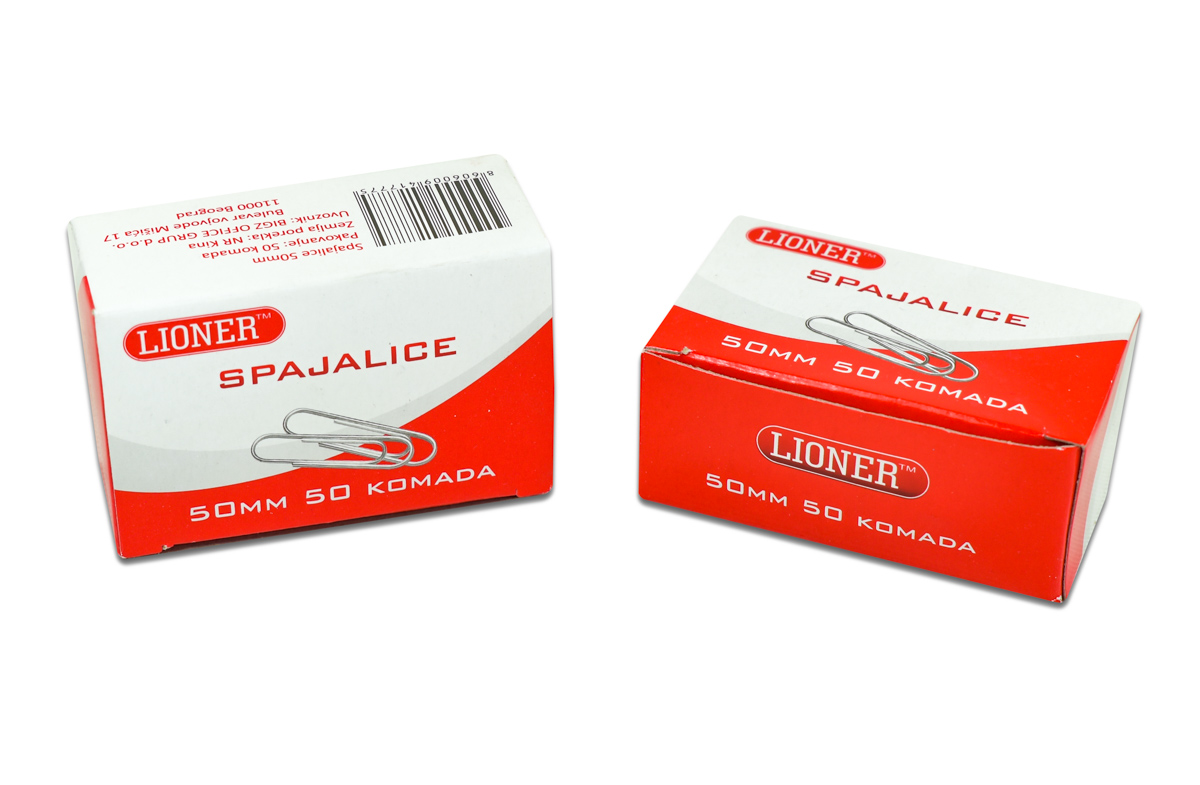 8606009417775
Spajalice 50mm
Pakovanje: 50 komada
Zemlja porekla: NR Kina
Uvoznik: BIGZ OFFICE GRUP d.o.o.
Bulevar vojvode Mišića 17
11000 Beograd
LIONER™
SPAJALICE
50MM 50 KOMADA
LIONER™
SPAJALICE
50MM 50 KOMADA
LIONER™
50MM 50 KOMADA